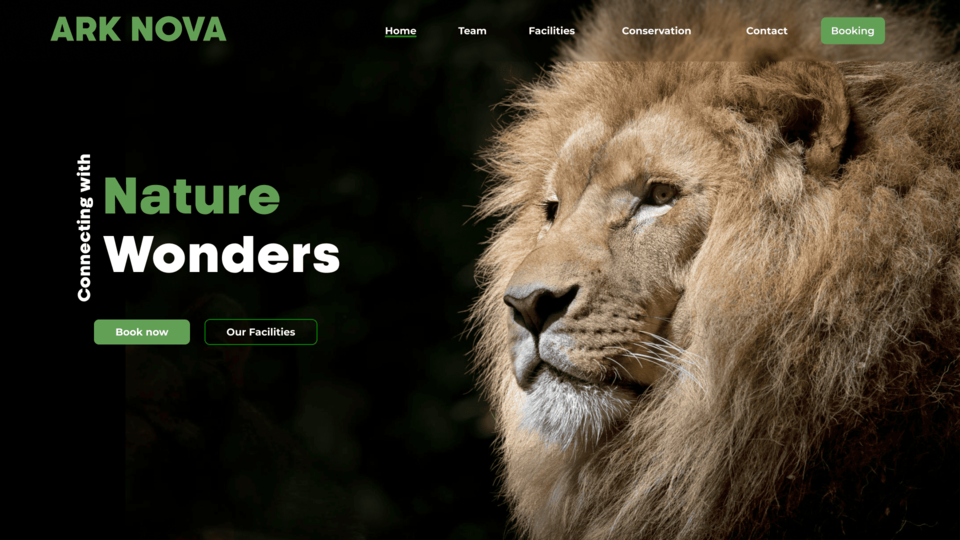 ARK NOVA
Home
Team
Facilities
Conservation
Contact
Booking
Connecting with
Nature
Wonders
Book now
Our Facilities